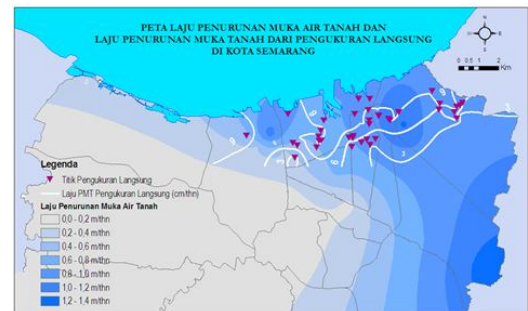 PETA LAJU PENURUNAN MUKA AIR TANAH DAN
LAJU PENURUNAN MUKA TANAH DARI PENGUKURAN LANGSUNG
DI KOTA SEMARANG
0 0.5 1 2
Km
Legenda
Titik Pengukuran Langsung
Laju PMT Pengukuran Langsung (cm/thn)
Laju Penurunan Muka Air Tanah
0,0 - 0,2 m/thn
0,2 - 0,4 m/thn
0,4 - 0,6 m/thn
0,6 - 0,8 m/thn
0,8 - 1,0 m/thn
1,0 - 1,2 m/thn
1,2 - 1,4 m/thn